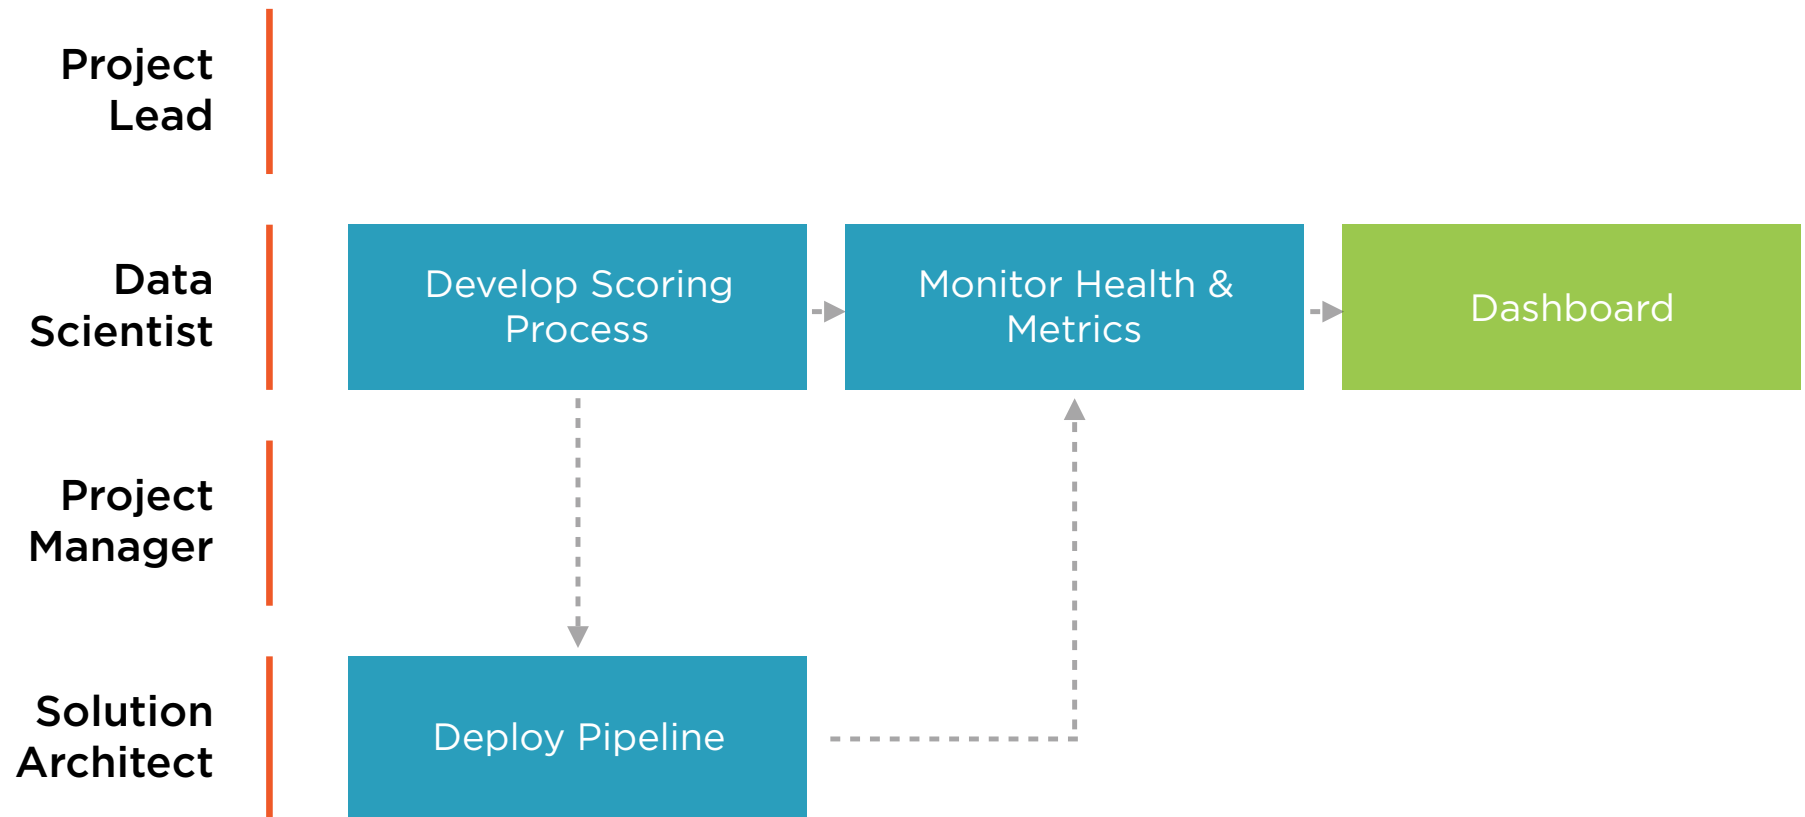 Project
Lead
Data
Scientist
Develop Scoring
Process
Monitor Health &
Metrics
Dashboard
Project
Manager
Solution
Architect
Deploy Pipeline